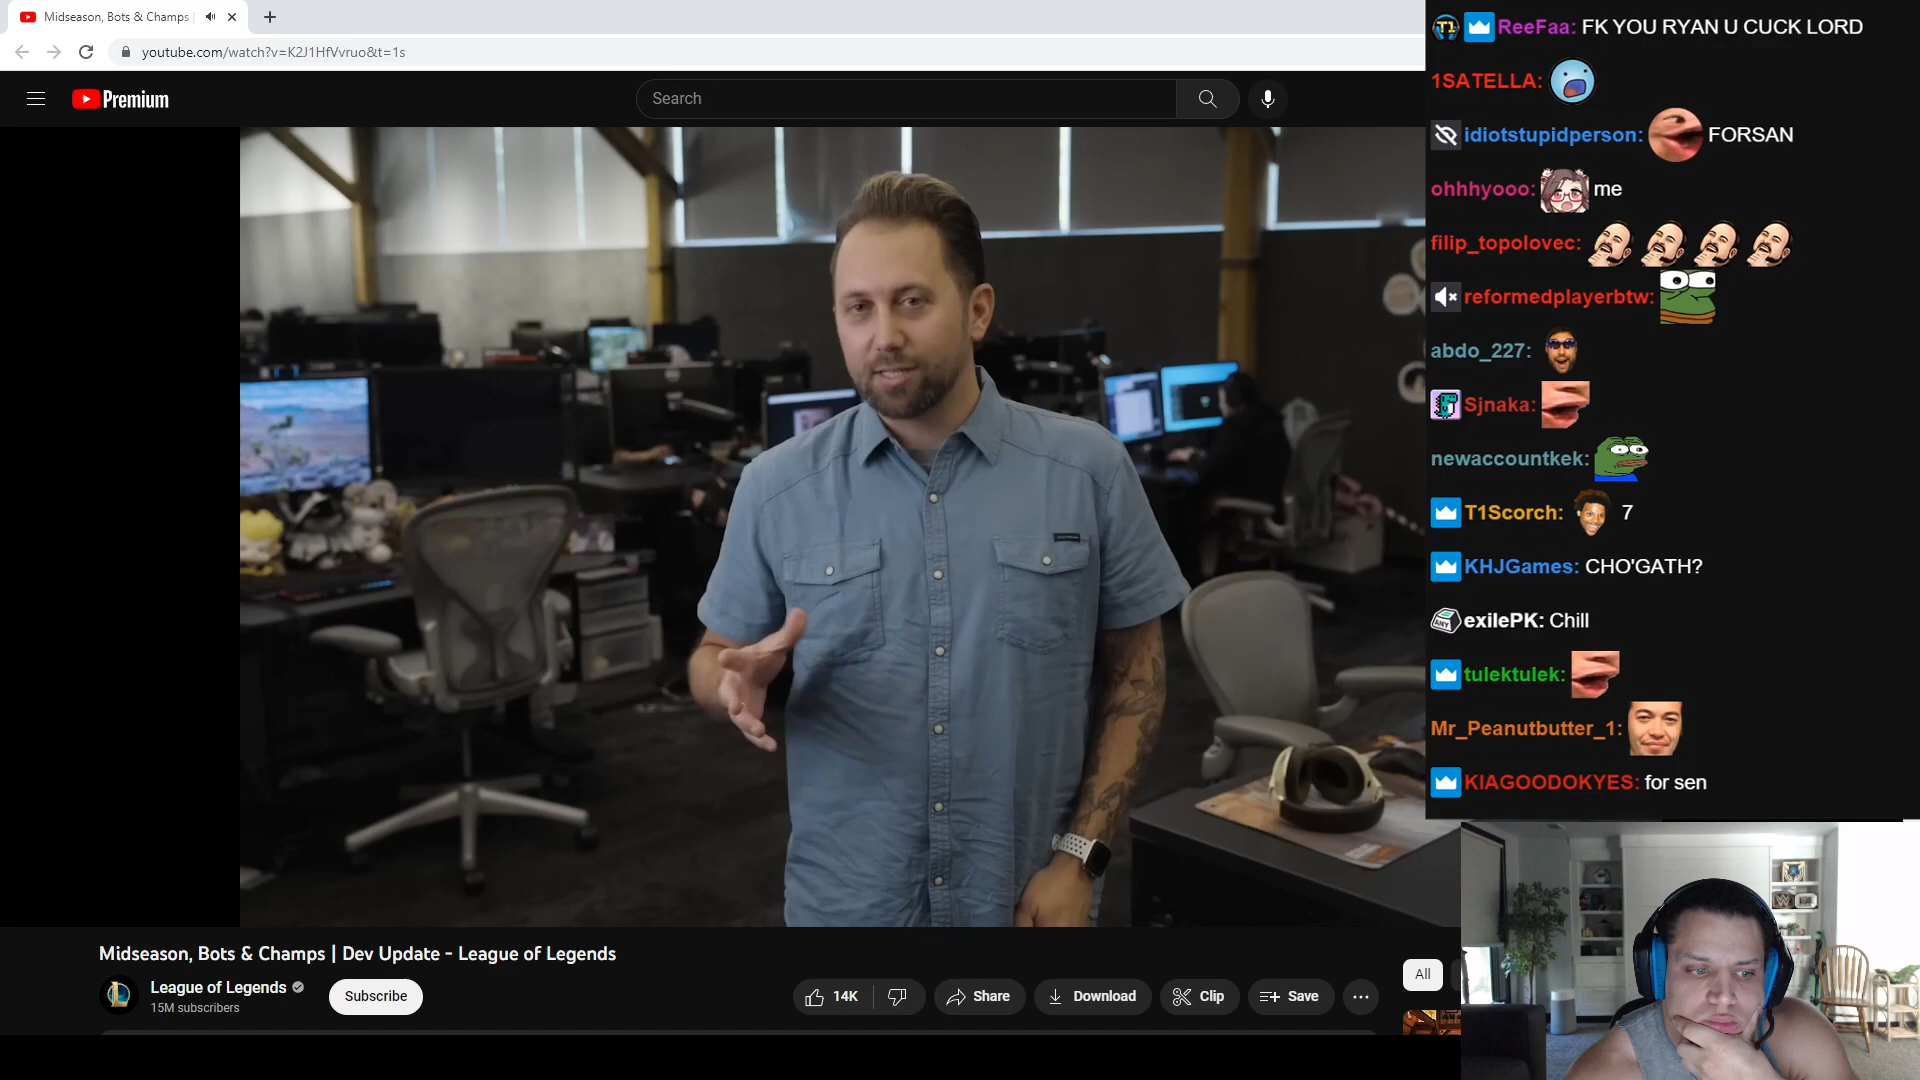 Midseason, Bots & Champs |
youtube.com/watch?v=K2J1HfVvruo&t=1s
Premium
Search
ReeFaa: FK YOU RYAN U CUCK LORD
1SATELLA:
idiotstupidperson: FORSAN
ohhhyooo: me
filip_topolovec:
reformedplayerbtw:
abdo_227:
Sjnaka:
newaccountkek:
T1Scorch: 7
KHJGames: CHO'GATH?
ANY
exilePK: Chill
tulektulek:
Mr_Peanutbutter_1:
KIAGOODOKYES: for sen
Midseason, Bots & Champs | Dev Update - League of Legends
League of Legends
15M subscribers
Subscribe
14K
Share
Download
Clip
Save
All